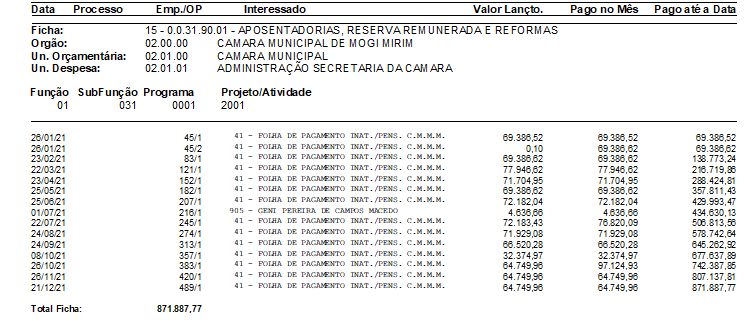 Data Processo Emp./OP Interessado Valor Lançto. Pago no Mês Pago até a Data
Ficha: 15 - 0.0.31.90.01 - APOSENTADORIAS, RESERVA REMUNERADA E REFORMAS
Orgão: 02.00.00 CAMARA MUNICIPAL DE MOGI MIRIM
Un. Orçamentária: 02.01.00 CAMARA MUNICIPAL
Un. Despesa: 02.01.01 ADMINISTRAÇÃO SECRETARIA DA CAMARA
Função SubFunção Programa Projeto/Atividade
01 031 0001 2001
26/01/21 45/1 41 - FOLHA DE PAGAMENTO INAT./PENS. C.M.M.M. 69.386,52 69.386,52 69.386,52
26/01/21 45/2 41 - FOLHA DE PAGAMENTO INAT./PENS. C.M.M.M. 0,10 69.386,62 69.386,62
23/02/21 83/1 41 - FOLHA DE PAGAMENTO INAT./PENS. C.M.M.M. 69.386,62 69.386,62 138.773,24
22/03/21 121/1 41 - FOLHA DE PAGAMENTO INAT./PENS. C.M.M.M. 77.946,62 77.946,62 216.719,86
23/04/21 152/1 41 - FOLHA DE PAGAMENTO INAT./PENS. C.M.M.M. 71.704,95 71.704,95 288.424,81
25/05/21 182/1 41 - FOLHA DE PAGAMENTO INAT./PENS. C.M.M.M. 69.386,62 69.386,62 357.811,43
25/06/21 207/1 41 - FOLHA DE PAGAMENTO INAT./PENS. C.M.M.M. 72.182,04 72.182,04 429.993,47
01/07/21 216/1 905 - GENI PEREIRA DE CAMPOS MACEDO 4.636,66 4.636,66 434.630,13
22/07/21 245/1 41 - FOLHA DE PAGAMENTO INAT./PENS. C.M.M.M. 72.183,43 76.820,09 506.813,56
24/08/21 274/1 41 - FOLHA DE PAGAMENTO INAT./PENS. C.M.M.M. 71.929,08 71.929,08 578.742,64
24/09/21 313/1 41 - FOLHA DE PAGAMENTO INAT./PENS. C.M.M.M. 66.520,28 66.520,28 645.262,92
08/10/21 357/1 41 - FOLHA DE PAGAMENTO INAT./PENS. C.M.M.M. 32.374,97 32.374,97 677.637,89
26/10/21 383/1 41 - FOLHA DE PAGAMENTO INAT./PENS. C.M.M.M. 64.749,96 97.124,93 742.387,85
26/11/21 420/1 41 - FOLHA DE PAGAMENTO INAT./PENS. C.M.M.M. 64.749,96 64.749,96 807.137,81
21/12/21 489/1 41 - FOLHA DE PAGAMENTO INAT./PENS. C.M.M.M. 64.749,96 64.749,96 871.887,77
Total Ficha: 871.887,77